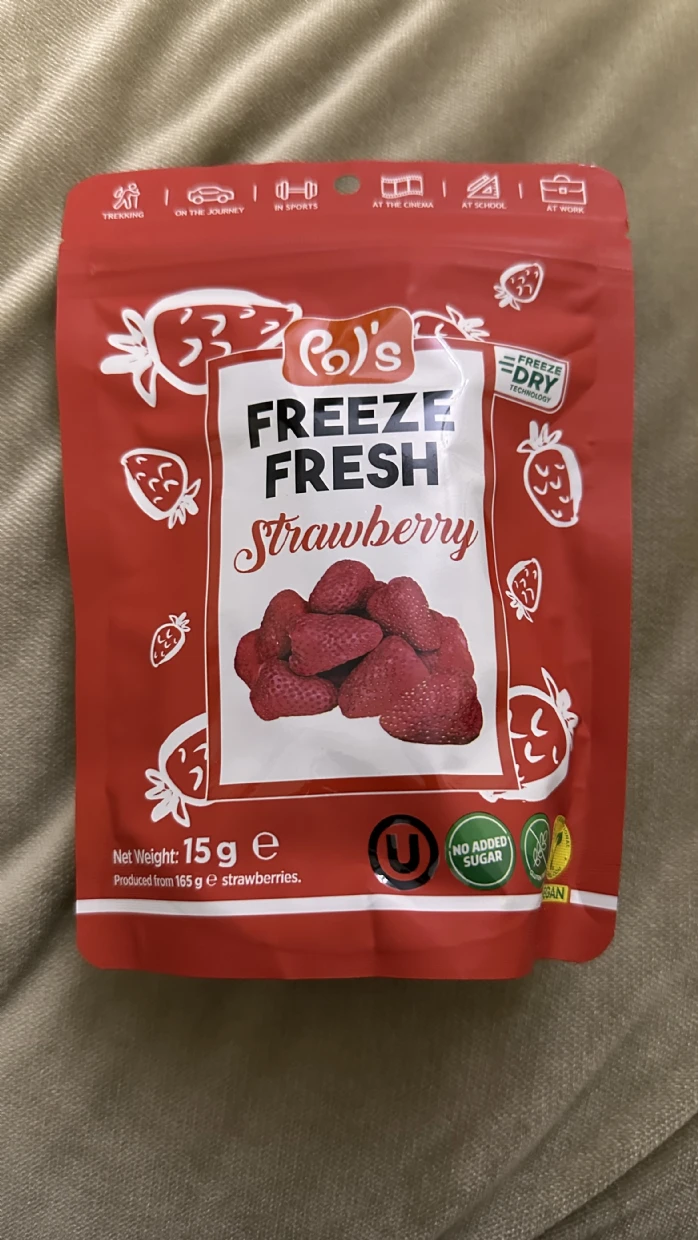 TREKKING
ON THE JOURNEY
IN SPORTS
AT THE CINEMA
AT SCHOOL
AT WORK
Pol's
FREEZE
DRY
TECHNOLOGY
FREEZE
FRESH
Strawberry
Net Weight: 15 g ℮
Produced from 165 g ℮ strawberries.
U
NO ADDED
SUGAR